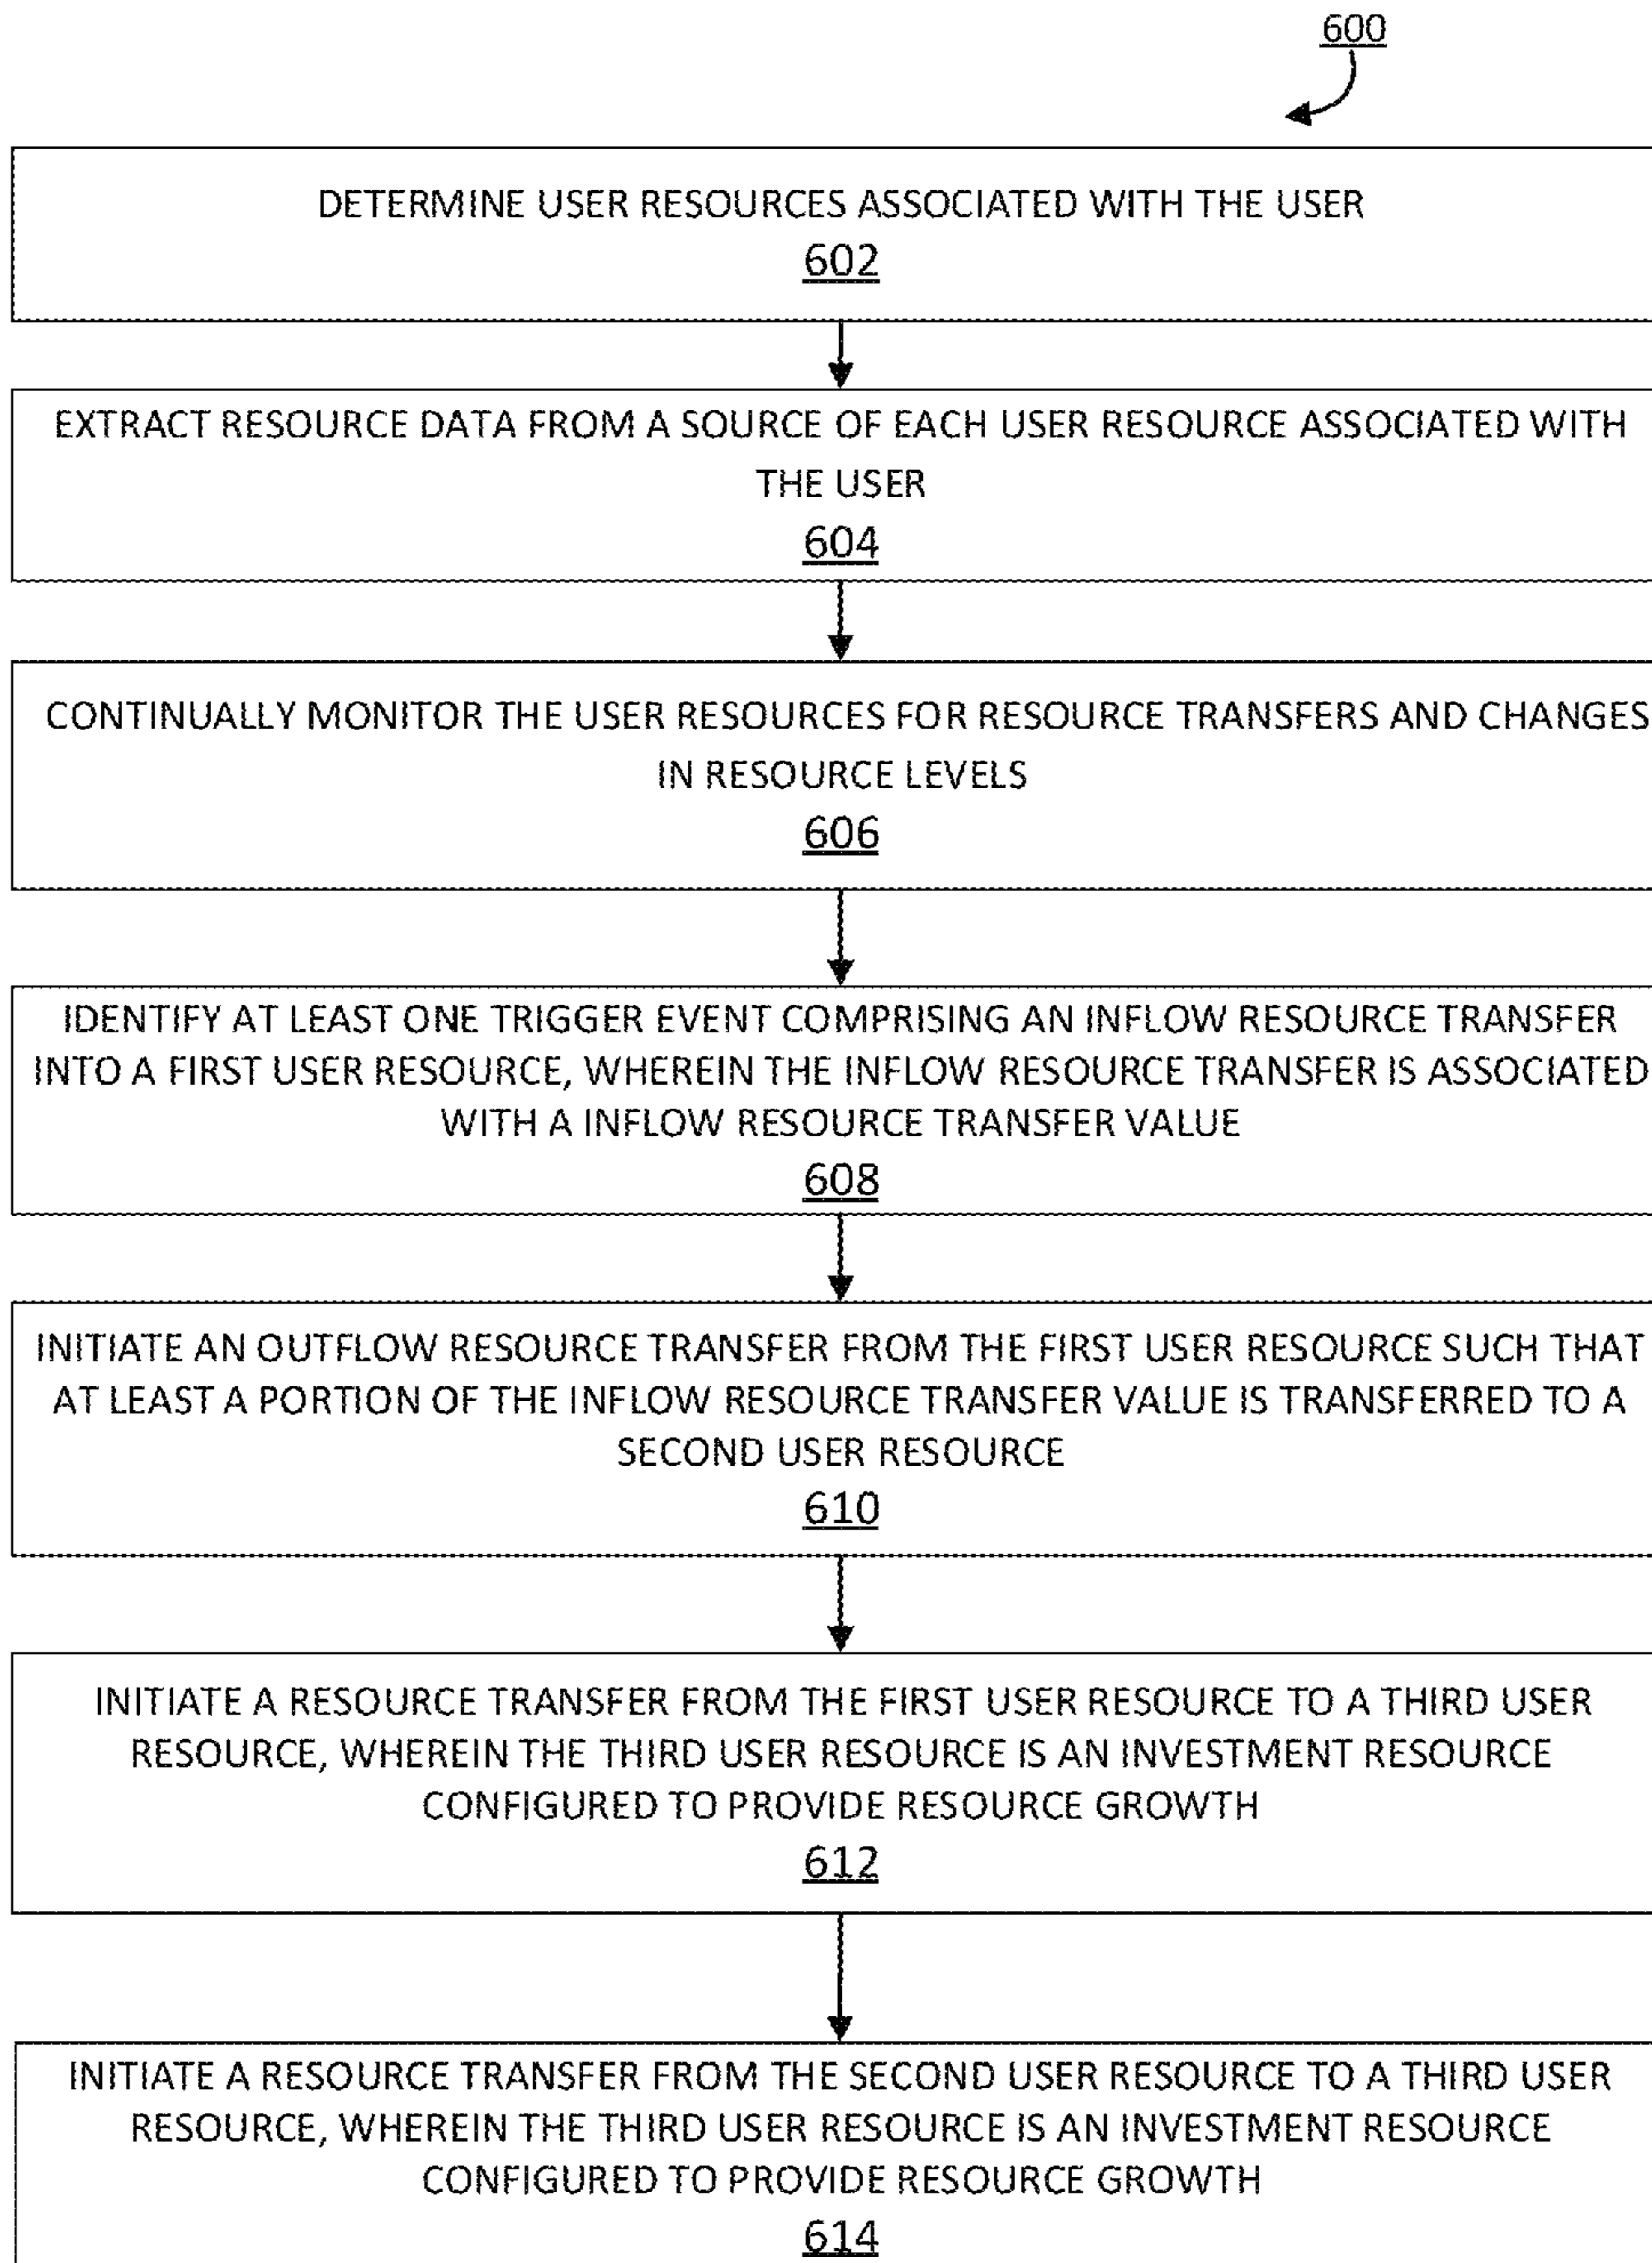 600
DETERMINE USER RESOURCES ASSOCIATED WITH THE USER
602
EXTRACT RESOURCE DATA FROM A SOURCE OF EACH USER RESOURCE ASSOCIATED WITH
THE USER
604
CONTINUALLY MONITOR THE USER RESOURCES FOR RESOURCE TRANSFERS AND CHANGES
IN RESOURCE LEVELS
606
IDENTIFY AT LEAST ONE TRIGGER EVENT COMPRISING AN INFLOW RESOURCE TRANSFER
INTO A FIRST USER RESOURCE, WHEREIN THE INFLOW RESOURCE TRANSFER IS ASSOCIATED
WITH A INFLOW RESOURCE TRANSFER VALUE
608
INITIATE AN OUTFLOW RESOURCE TRANSFER FROM THE FIRST USER RESOURCE SUCH THAT
AT LEAST A PORTION OF THE INFLOW RESOURCE TRANSFER VALUE IS TRANSFERRED TO A
SECOND USER RESOURCE
610
INITIATE A RESOURCE TRANSFER FROM THE FIRST USER RESOURCE TO A THIRD USER
RESOURCE, WHEREIN THE THIRD USER RESOURCE IS AN INVESTMENT RESOURCE
CONFIGURED TO PROVIDE RESOURCE GROWTH
612
INITIATE A RESOURCE TRANSFER FROM THE SECOND USER RESOURCE TO A THIRD USER
RESOURCE, WHEREIN THE THIRD USER RESOURCE IS AN INVESTMENT RESOURCE
CONFIGURED TO PROVIDE RESOURCE GROWTH
614